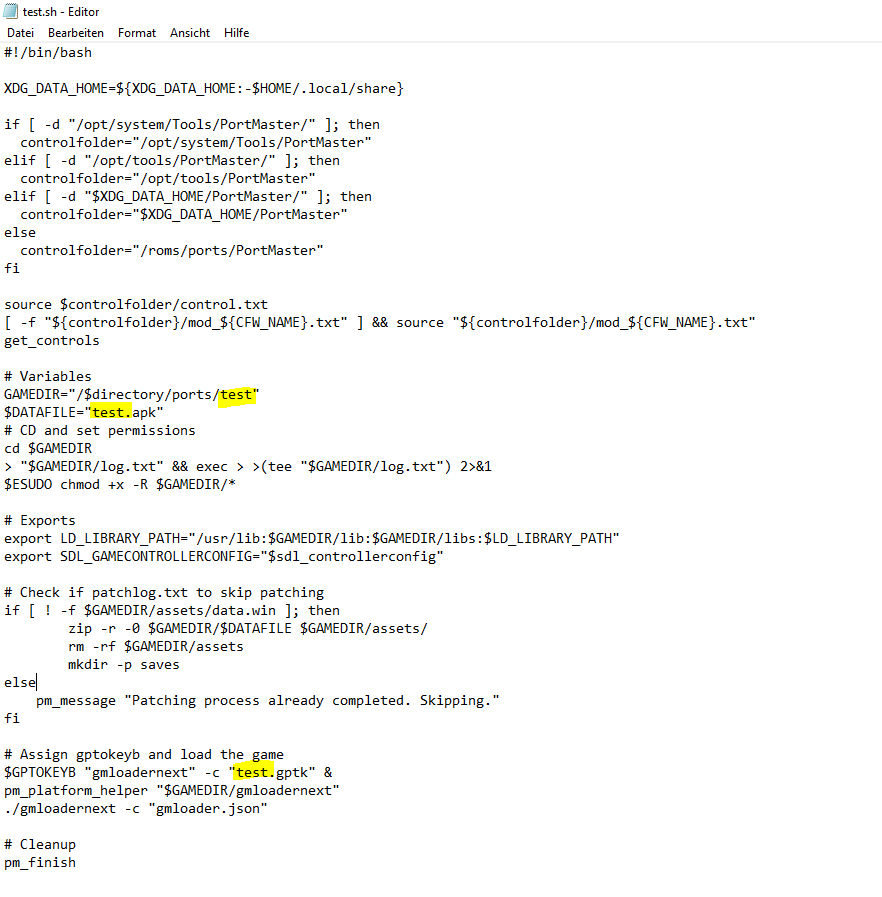 test.sh - Editor
Datei Bearbeiten Format Ansicht Hilfe
#!/bin/bash
XDG_DATA_HOME=${XDG_DATA_HOME:-$HOME/.local/share}
if [ -d "/opt/system/Tools/PortMaster/" ]; then
  controlfolder="/opt/system/Tools/PortMaster"
elif [ -d "/opt/tools/PortMaster/" ]; then
  controlfolder="/opt/tools/PortMaster"
elif [ -d "$XDG_DATA_HOME/PortMaster/" ]; then
  controlfolder="$XDG_DATA_HOME/PortMaster"
else
  controlfolder="/roms/ports/PortMaster"
fi
source $controlfolder/control.txt
[ -f "${controlfolder}/mod_${CFW_NAME}.txt" ] && source "${controlfolder}/mod_${CFW_NAME}.txt"
get_controls
# Variables
GAMEDIR="/$directory/ports/test"
$DATAFILE="test.apk"
# CD and set permissions
cd $GAMEDIR
> "$GAMEDIR/log.txt" && exec > >(tee "$GAMEDIR/log.txt") 2>&1
$ESUDO chmod +x -R $GAMEDIR/*
# Exports
export LD_LIBRARY_PATH="/usr/lib:$GAMEDIR/lib:$GAMEDIR/libs:$LD_LIBRARY_PATH"
export SDL_GAMECONTROLLERCONFIG="$sdl_controllerconfig"
# Check if patchlog.txt to skip patching
if [ ! -f $GAMEDIR/assets/data.win ]; then
        zip -r -0 $GAMEDIR/$DATAFILE $GAMEDIR/assets/
        rm -rf $GAMEDIR/assets
        mkdir -p saves
else
    pm_message "Patching process already completed. Skipping."
fi
# Assign gptokeyb and load the game
$GPTOKEYB "gmloadernext" -c "test.gptk" &
pm_platform_helper "$GAMEDIR/gmloadernext"
./gmloadernext -c "gmloader.json"
# Cleanup
pm_finish